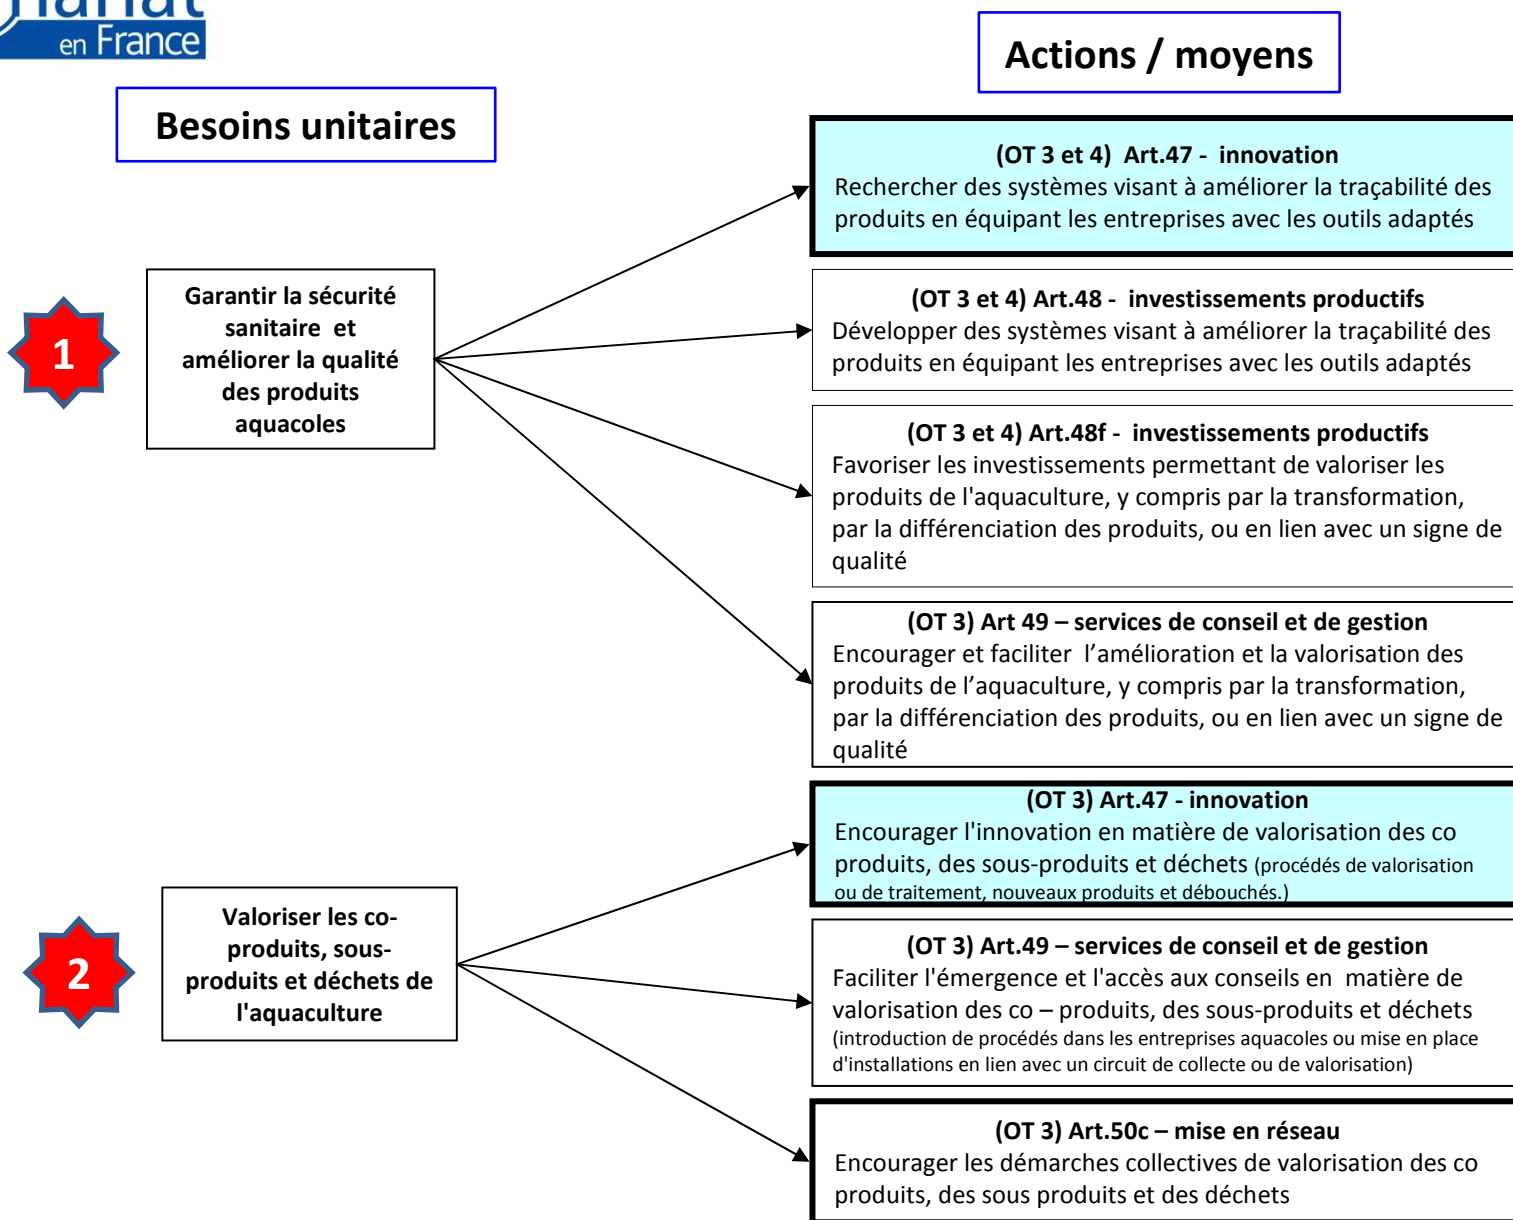 en France
Actions / moyens
Besoins unitaires
(OT 3 et 4) Art.47 - innovation
Rechercher des systèmes visant à améliorer la traçabilité des
produits en équipant les entreprises avec les outils adaptés
1
Garantir la sécurité
sanitaire et
améliorer la qualité
des produits
aquacoles
(OT 3 et 4) Art.48 - investissements productifs
Développer des systèmes visant à améliorer la traçabilité des
produits en équipant les entreprises avec les outils adaptés
(OT 3 et 4) Art.48f - investissements productifs
Favoriser les investissements permettant de valoriser les
produits de l'aquaculture, y compris par la transformation,
par la différenciation des produits, ou en lien avec un signe de
qualité
(OT 3) Art 49 – services de conseil et de gestion
Encourager et faciliter l’amélioration et la valorisation des
produits de l’aquaculture, y compris par la transformation,
par la différenciation des produits, ou en lien avec un signe de
qualité
2
Valoriser les co-
produits, sous-
produits et déchets de
l'aquaculture
(OT 3) Art.47 - innovation
Encourager l'innovation en matière de valorisation des co
produits, des sous-produits et déchets (procédés de valorisation
ou de traitement, nouveaux produits et débouchés.)
(OT 3) Art.49 – services de conseil et de gestion
Faciliter l'émergence et l'accès aux conseils en matière de
valorisation des co – produits, des sous-produits et déchets
(introduction de procédés dans les entreprises aquacoles ou mise en place
d'installations en lien avec un circuit de collecte ou de valorisation)
(OT 3) Art.50c – mise en réseau
Encourager les démarches collectives de valorisation des co
produits, des sous produits et des déchets